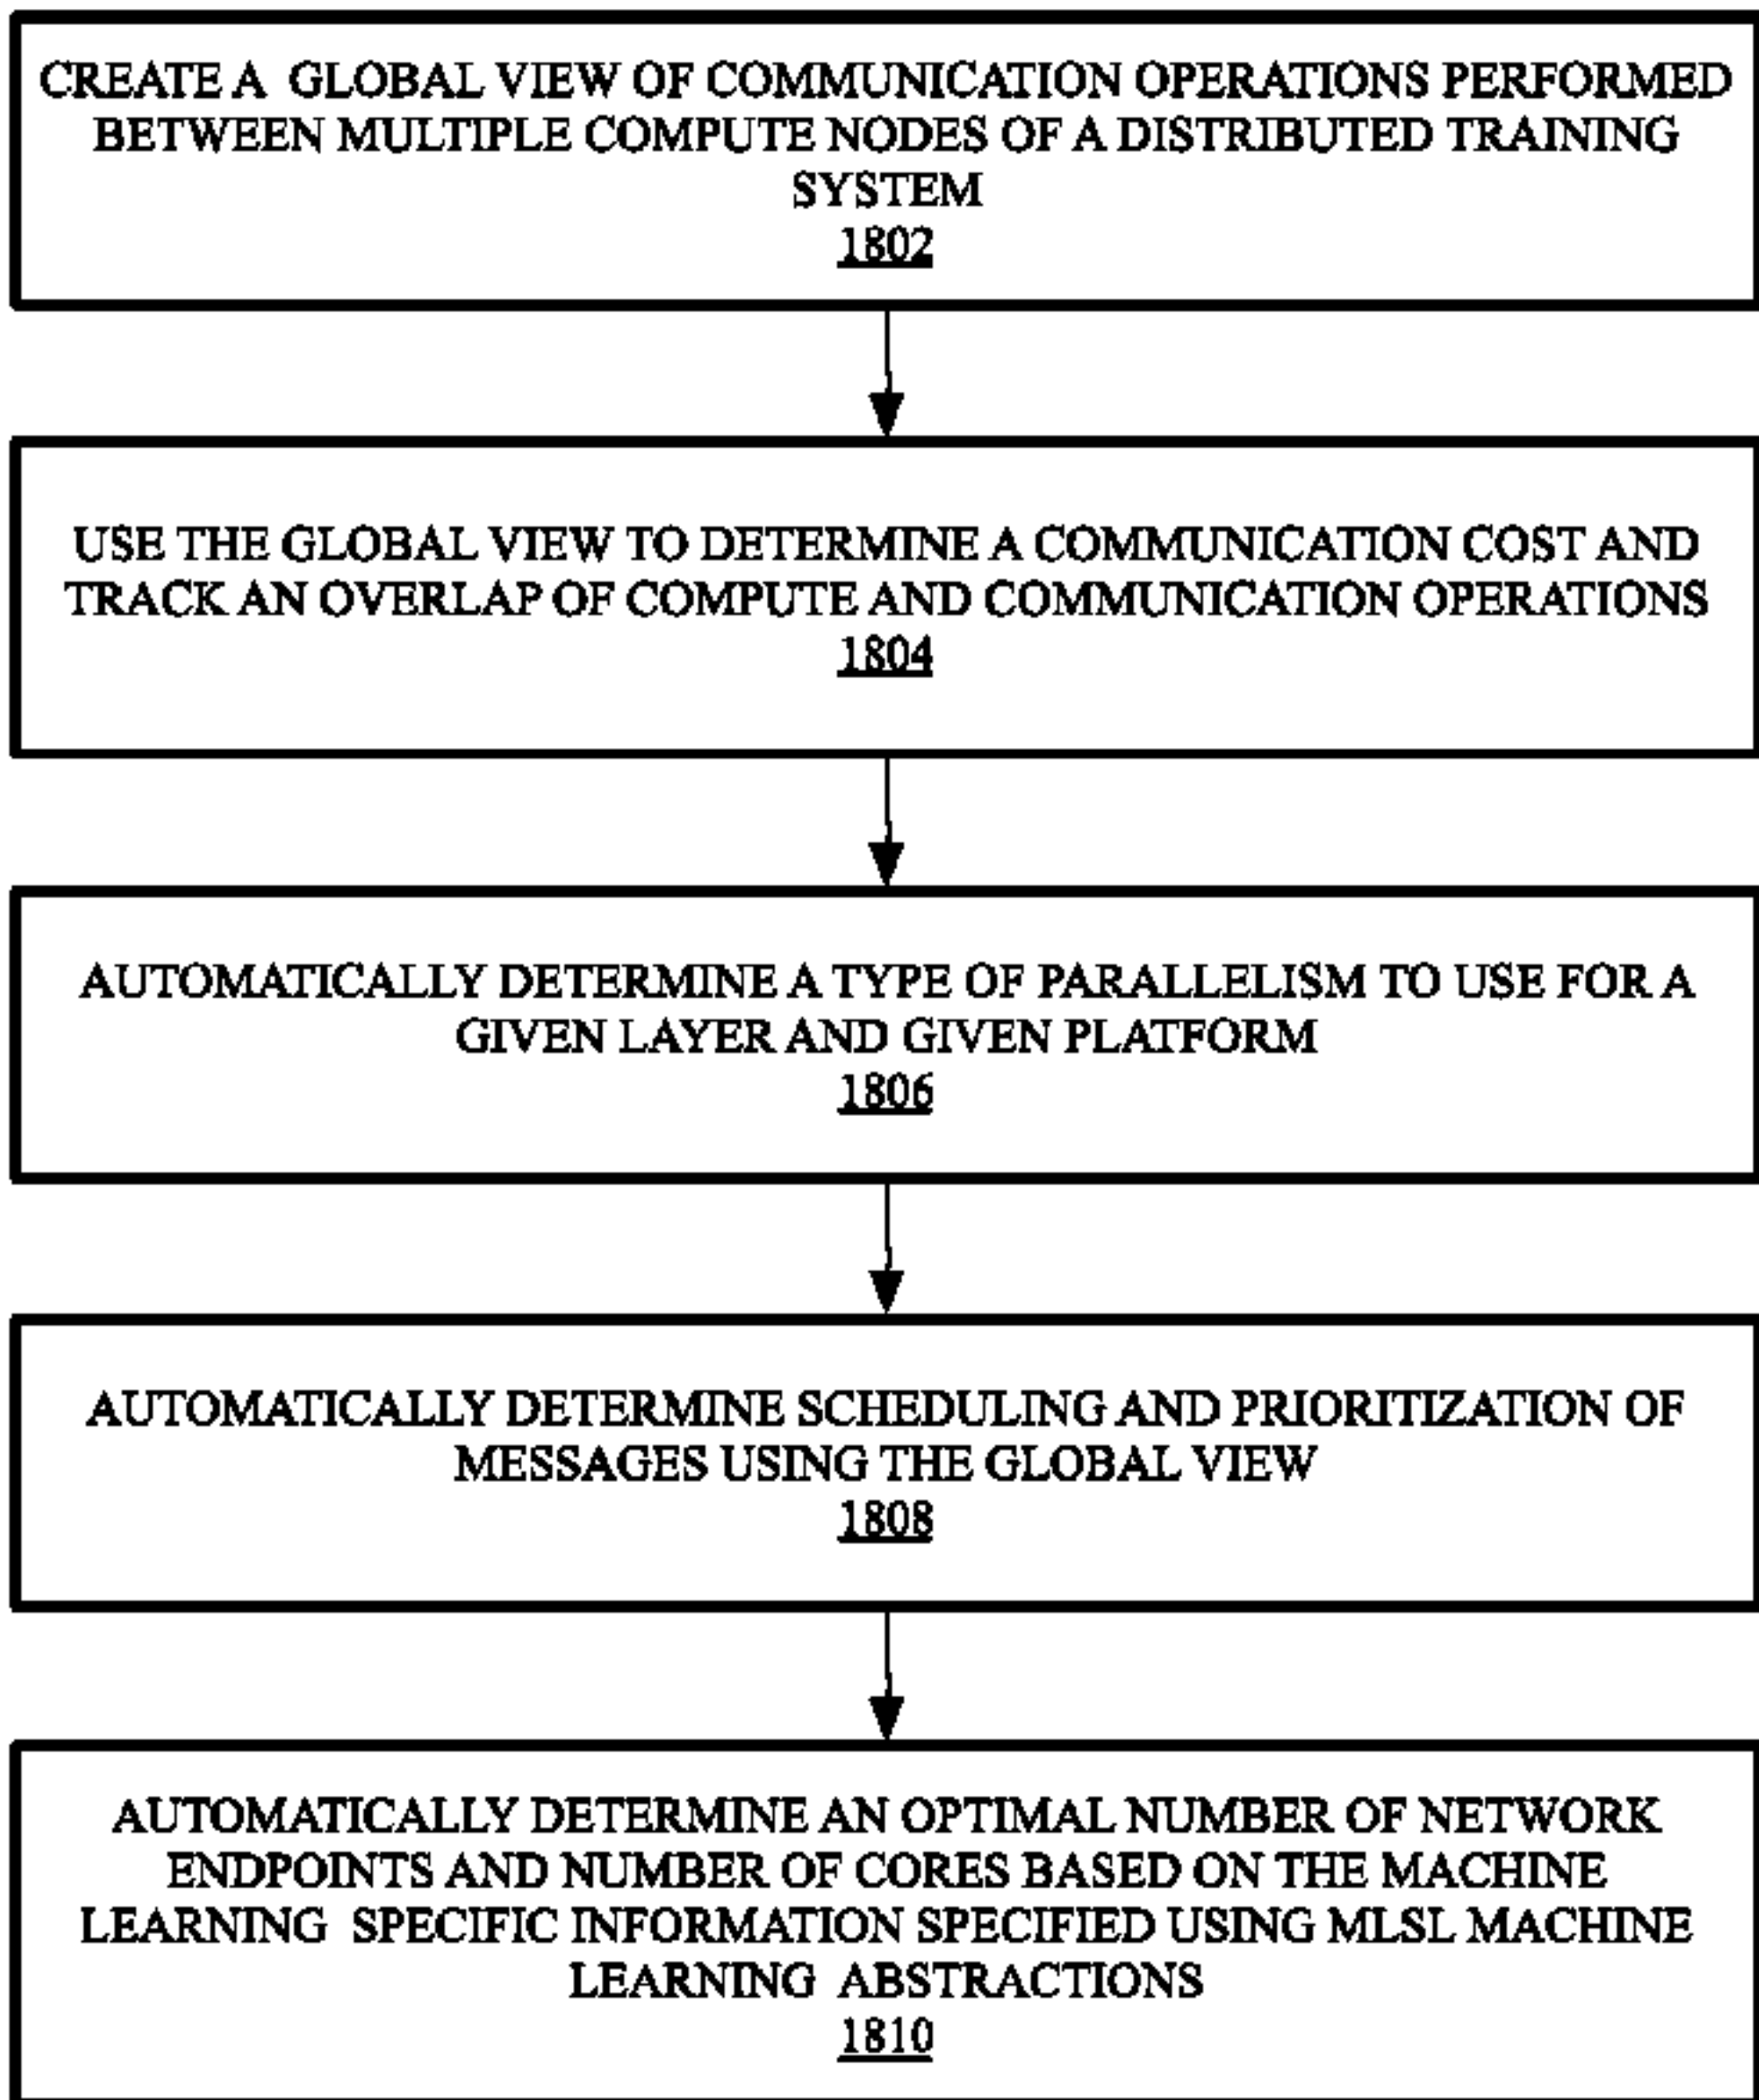 CREATE A GLOBAL VIEW OF COMMUNICATION OPERATIONS PERFORMED
BETWEEN MULTIPLE COMPUTE NODES OF A DISTRIBUTED TRAINING
SYSTEM
1802
USE THE GLOBAL VIEW TO DETERMINE A COMMUNICATION COST AND
TRACK AN OVERLAP OF COMPUTE AND COMMUNICATION OPERATIONS
1804
AUTOMATICALLY DETERMINE A TYPE OF PARALLELISM TO USE FOR A
GIVEN LAYER AND GIVEN PLATFORM
1806
AUTOMATICALLY DETERMINE SCHEDULING AND PRIORITIZATION OF
MESSAGES USING THE GLOBAL VIEW
1808
AUTOMATICALLY DETERMINE AN OPTIMAL NUMBER OF NETWORK
ENDPOINTS AND NUMBER OF CORES BASED ON THE MACHINE
LEARNING SPECIFIC INFORMATION SPECIFIED USING MLSL MACHINE
LEARNING ABSTRACTIONS
1810